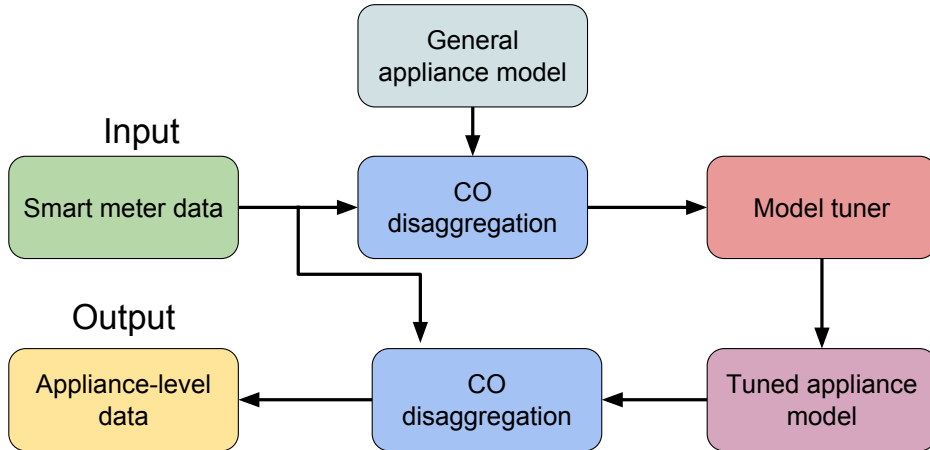 General
appliance model
Input
Smart meter data
CO
disaggregation
Model tuner
Output
Appliance-level
data
CO
disaggregation
Tuned appliance
model